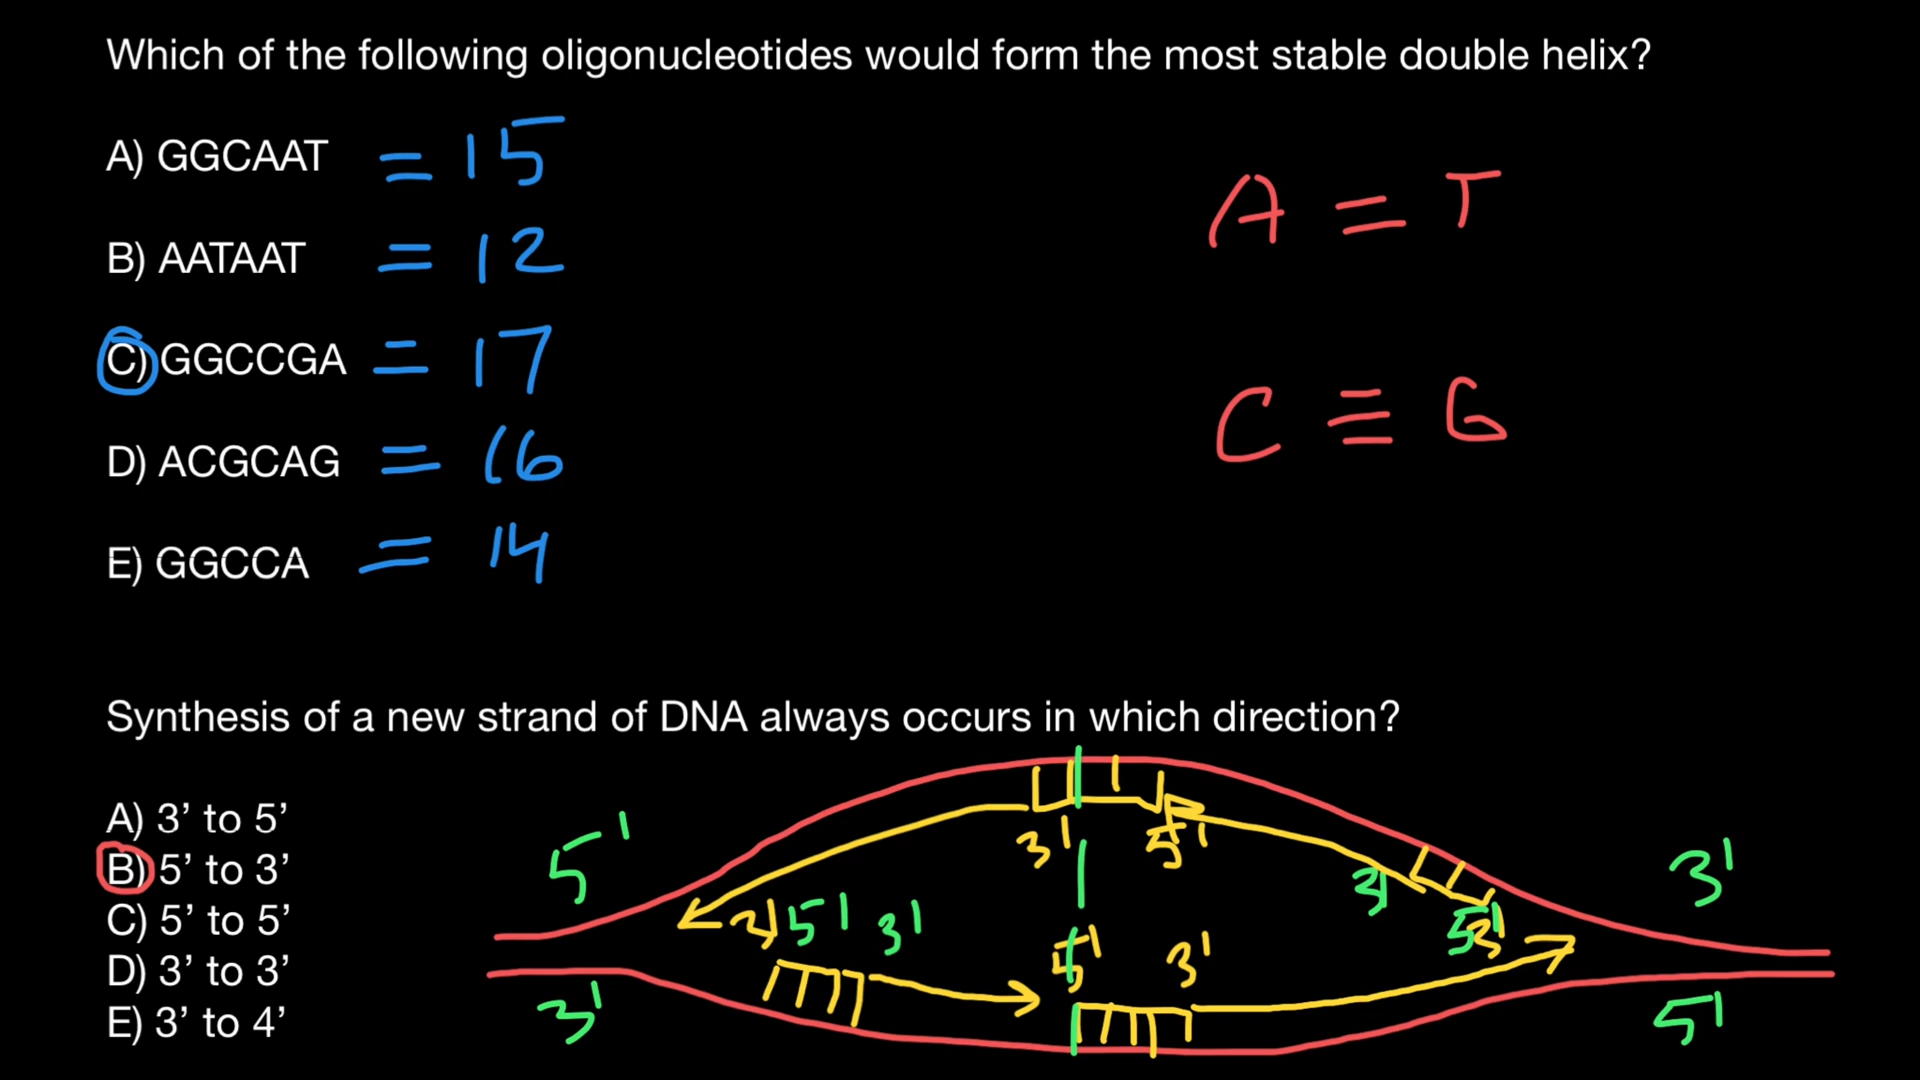 Which of the following oligonucleotides would form the most stable double helix?
A) GGCAAT = 15
A = T
B) AATAAT = 12
C) GGCCGA = 17
C ≡ G
D) ACGCAG = 16
E) GGCCA = 14
Synthesis of a new strand of DNA always occurs in which direction?
A) 3’ to 5’
B) 5’ to 3’
C) 5’ to 5’
D) 3’ to 3’
E) 3’ to 4’
5' 3' 5' 3'
3' 5' 3' 3' 5' 3'
3' 5' 3' 5'